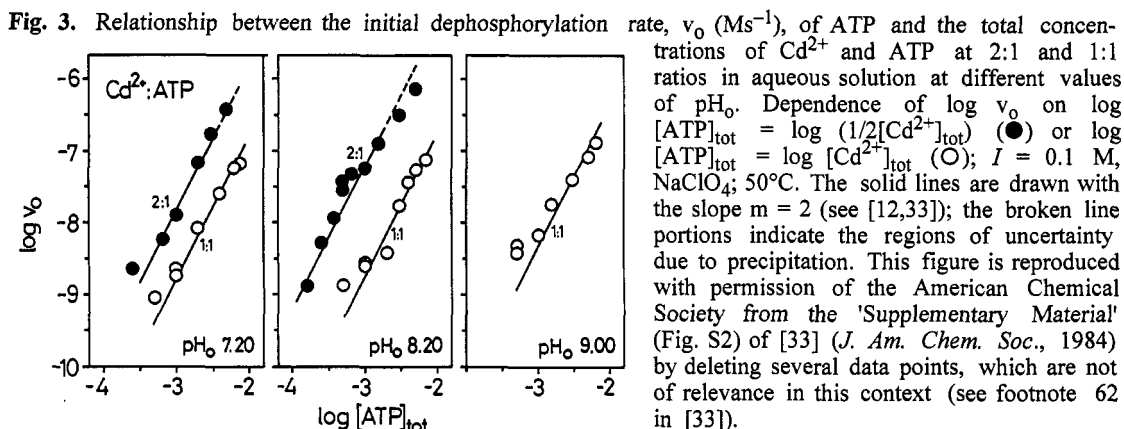 Fig. 3. Relationship between the initial dephosphorylation rate, v₀ (Ms⁻¹), of ATP and the total concen-
trations of Cd²⁺ and ATP at 2:1 and 1:1
ratios in aqueous solution at different values
of pH₀. Dependence of log v₀ on log
[ATP]tot = log (1/2[Cd²⁺]tot) (●) or log
[ATP]tot = log [Cd²⁺]tot (○); I = 0.1 M,
NaClO₄; 50°C. The solid lines are drawn with
the slope m = 2 (see [12,33]); the broken line
portions indicate the regions of uncertainty
due to precipitation. This figure is reproduced
with permission of the American Chemical
Society from the 'Supplementary Material'
(Fig. S2) of [33] (J. Am. Chem. Soc., 1984)
by deleting several data points, which are not
of relevance in this context (see footnote 62
in [33]).
log v₀
-6
-7
-8
-9
-10
Cd²⁺:ATP
2:1
1:1
pH₀ 7.20
2:1
1:1
pH₀ 8.20
pH₀ 9.00
-4 -3 -2 -4 -3 -2 -3 -2
log [ATP]tot